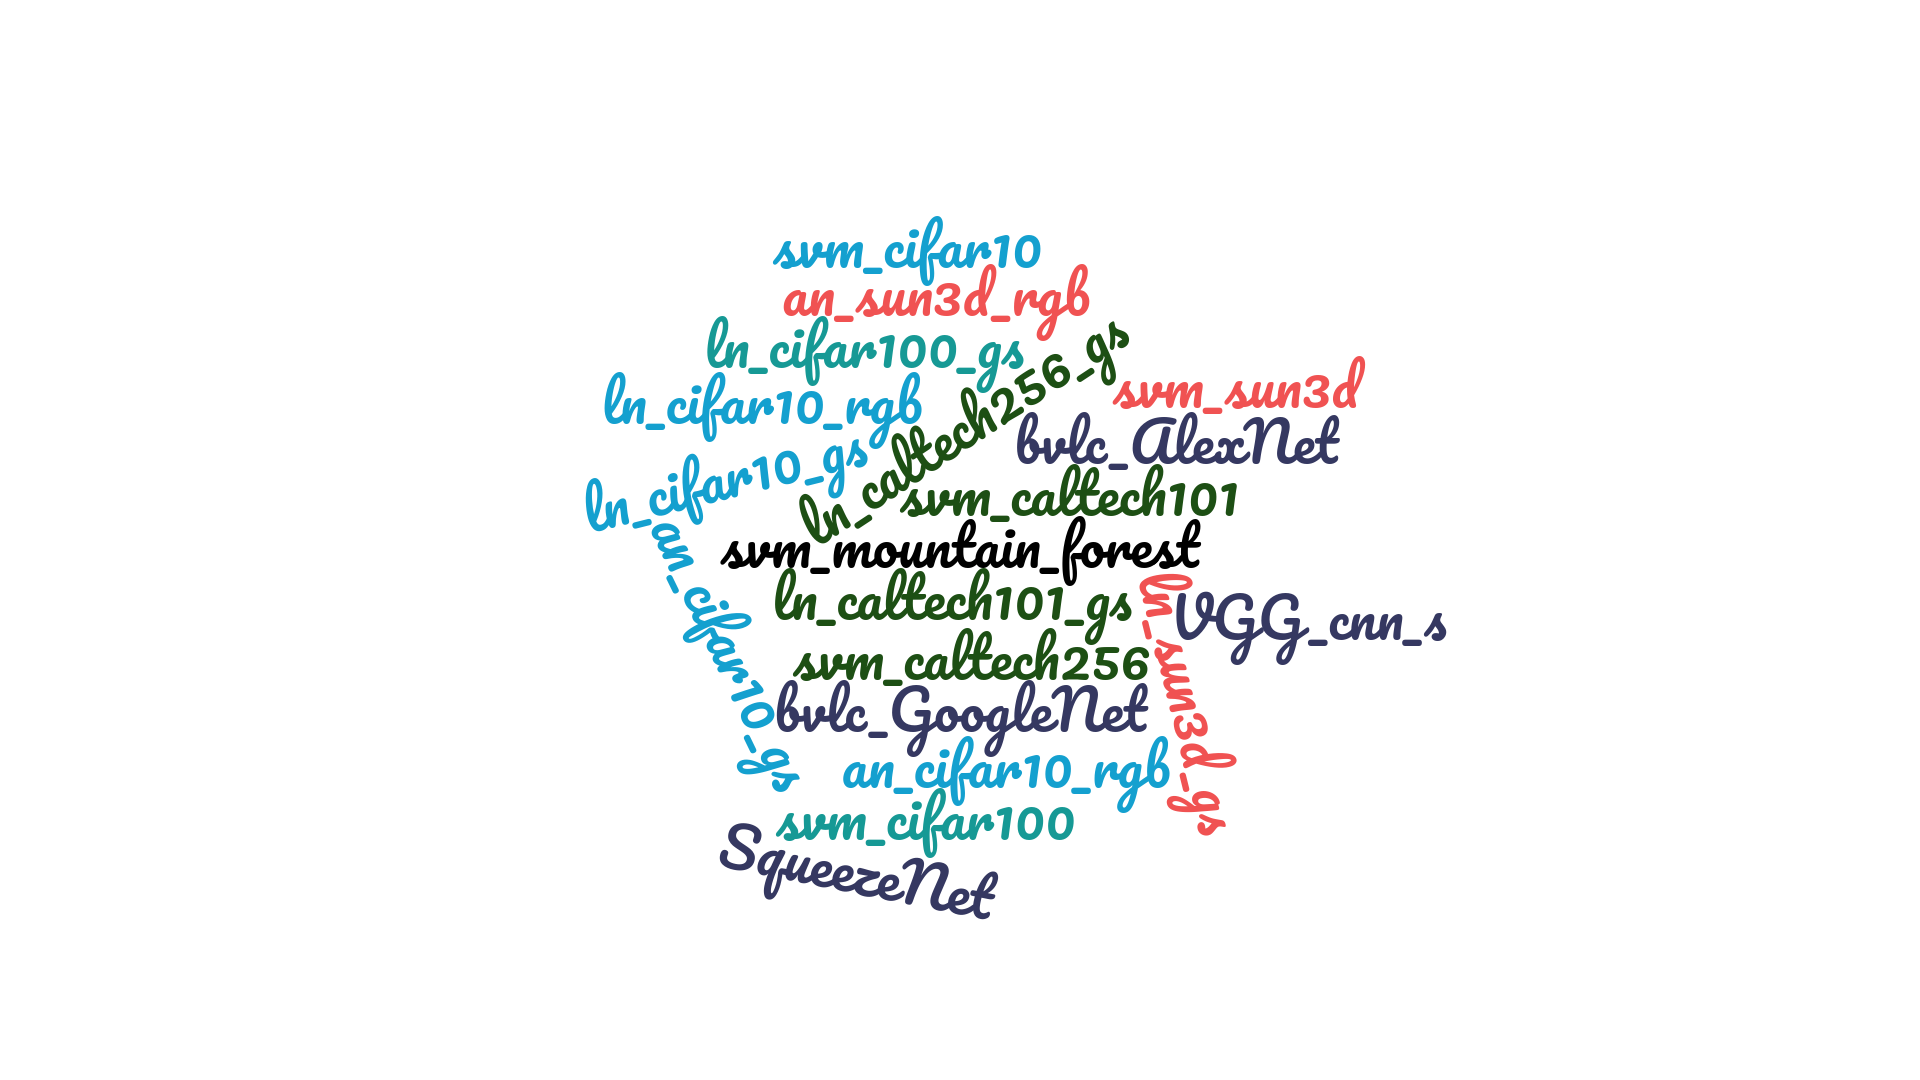 svm_cifar10
an_sun3d_rgb
ln_cifar100_gs
ln_caltech256_gs
svm_sun3d
ln_cifar10_rgb
bvlc_AlexNet
ln_cifar10_gs
svm_caltech101
an_cifar10_gs
svm_mountain_forest
ln_caltech101_gs
ln_sun3d_gs
VGG_cnn_s
svm_caltech256
bvlc_GoogleNet
an_cifar10_rgb
svm_cifar100
SqueezeNet